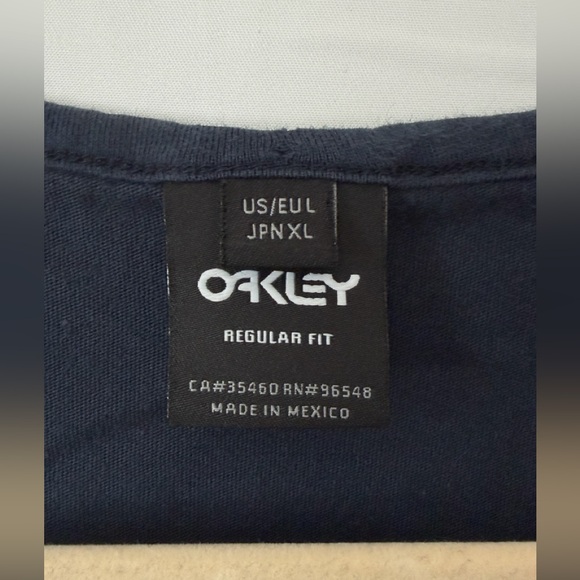 US/EU L
JPN XL
OAKLEY
REGULAR FIT
CA#35460 RN#96548
MADE IN MEXICO